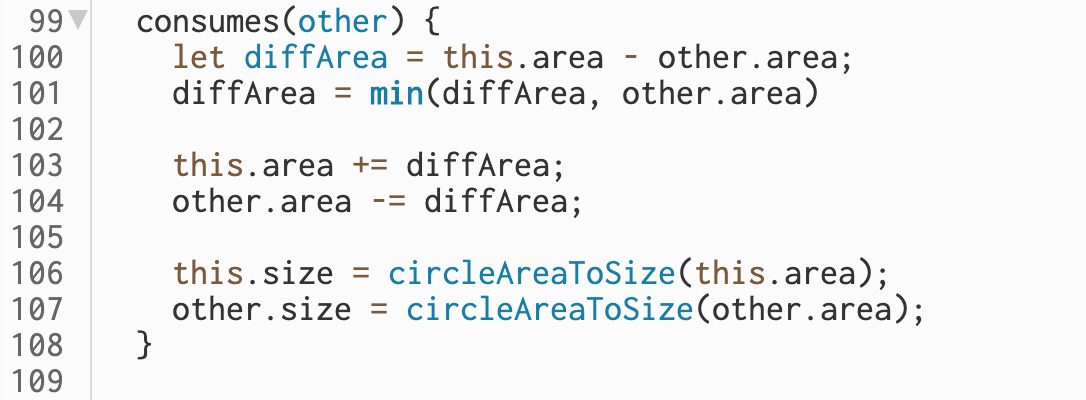 99 consumes(other) {
100 let diffArea = this.area - other.area;
101 diffArea = min(diffArea, other.area)
102
103 this.area += diffArea;
104 other.area -= diffArea;
105
106 this.size = circleAreaToSize(this.area);
107 other.size = circleAreaToSize(other.area);
108 }
109